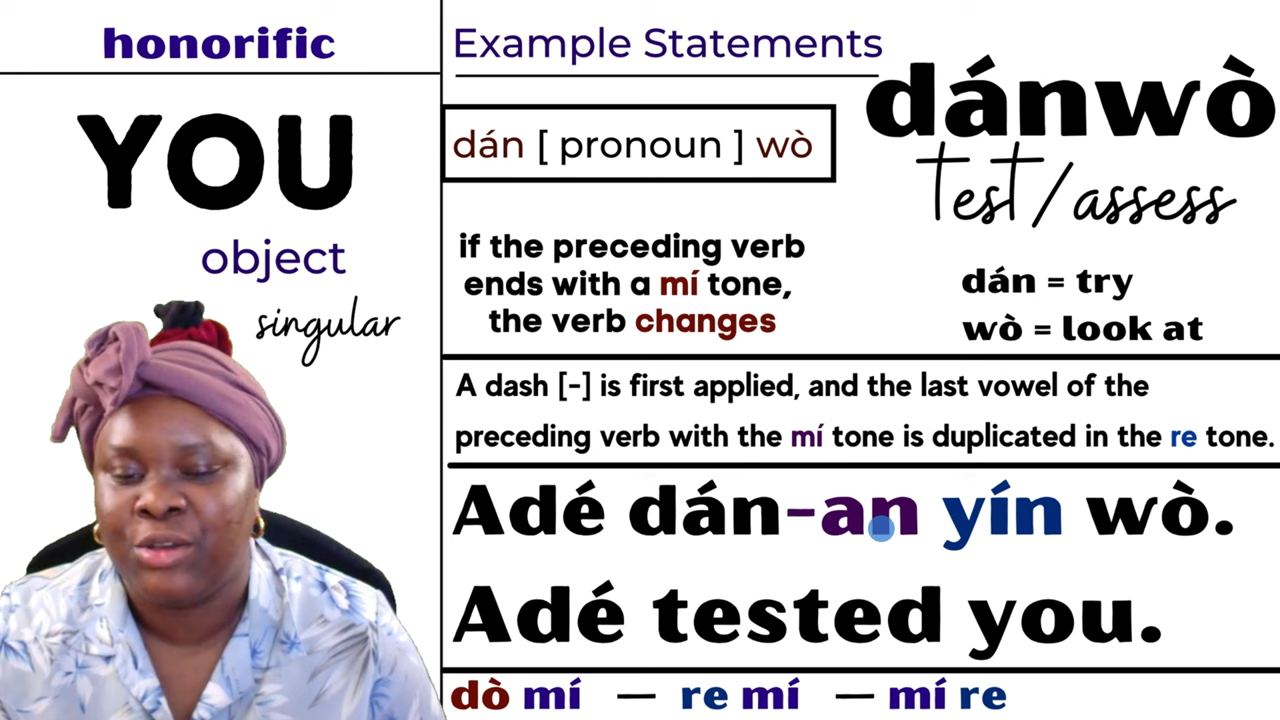 honorific
YOU
object
singular
Example Statements
dán [ pronoun ] wò
if the preceding verb
ends with a mí tone,
the verb changes
dánwò
test/assess
dán = try
wò = look at
A dash [-] is first applied, and the last vowel of the
preceding verb with the mí tone is duplicated in the re tone.
Adé dán-an yín wò.
Adé tested you.
dò mí — re mí — mí re